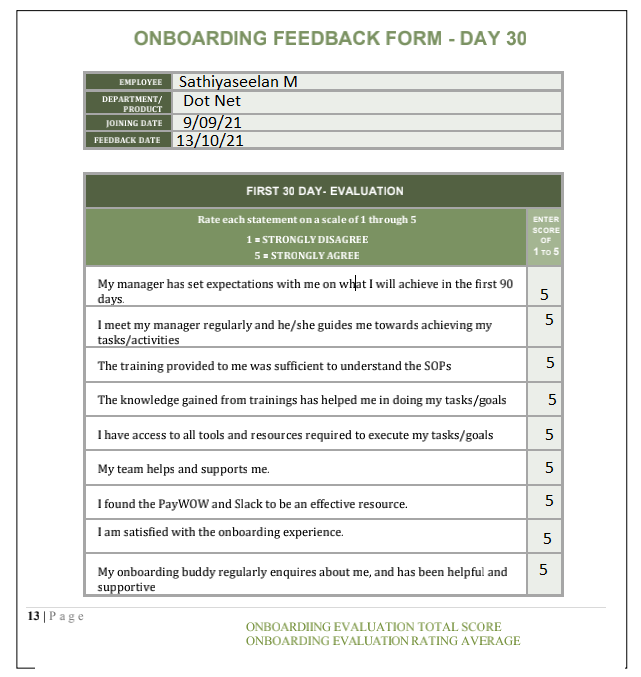 ONBOARDING FEEDBACK FORM - DAY 30
EMPLOYEE Sathiyaseelan M
DEPARTMENT/
PRODUCT Dot Net
JOINING DATE 9/09/21
FEEDBACK DATE 13/10/21
FIRST 30 DAY- EVALUATION
Rate each statement on a scale of 1 through 5
1 = STRONGLY DISAGREE
5 = STRONGLY AGREE
ENTER
SCORE
OF
1 TO 5
My manager has set expectations with me on what I will achieve in the first 90
days. 5
I meet my manager regularly and he/she guides me towards achieving my 5
tasks/activities
The training provided to me was sufficient to understand the SOPs 5
The knowledge gained from trainings has helped me in doing my tasks/goals 5
I have access to all tools and resources required to execute my tasks/goals 5
My team helps and supports me. 5
I found the PayWOW and Slack to be an effective resource. 5
I am satisfied with the onboarding experience. 5
My onboarding buddy regularly enquires about me, and has been helpful and 5
supportive
13 | P a g e
ONBOARDIING EVALUATION TOTAL SCORE
ONBOARDING EVALUATION RATING AVERAGE